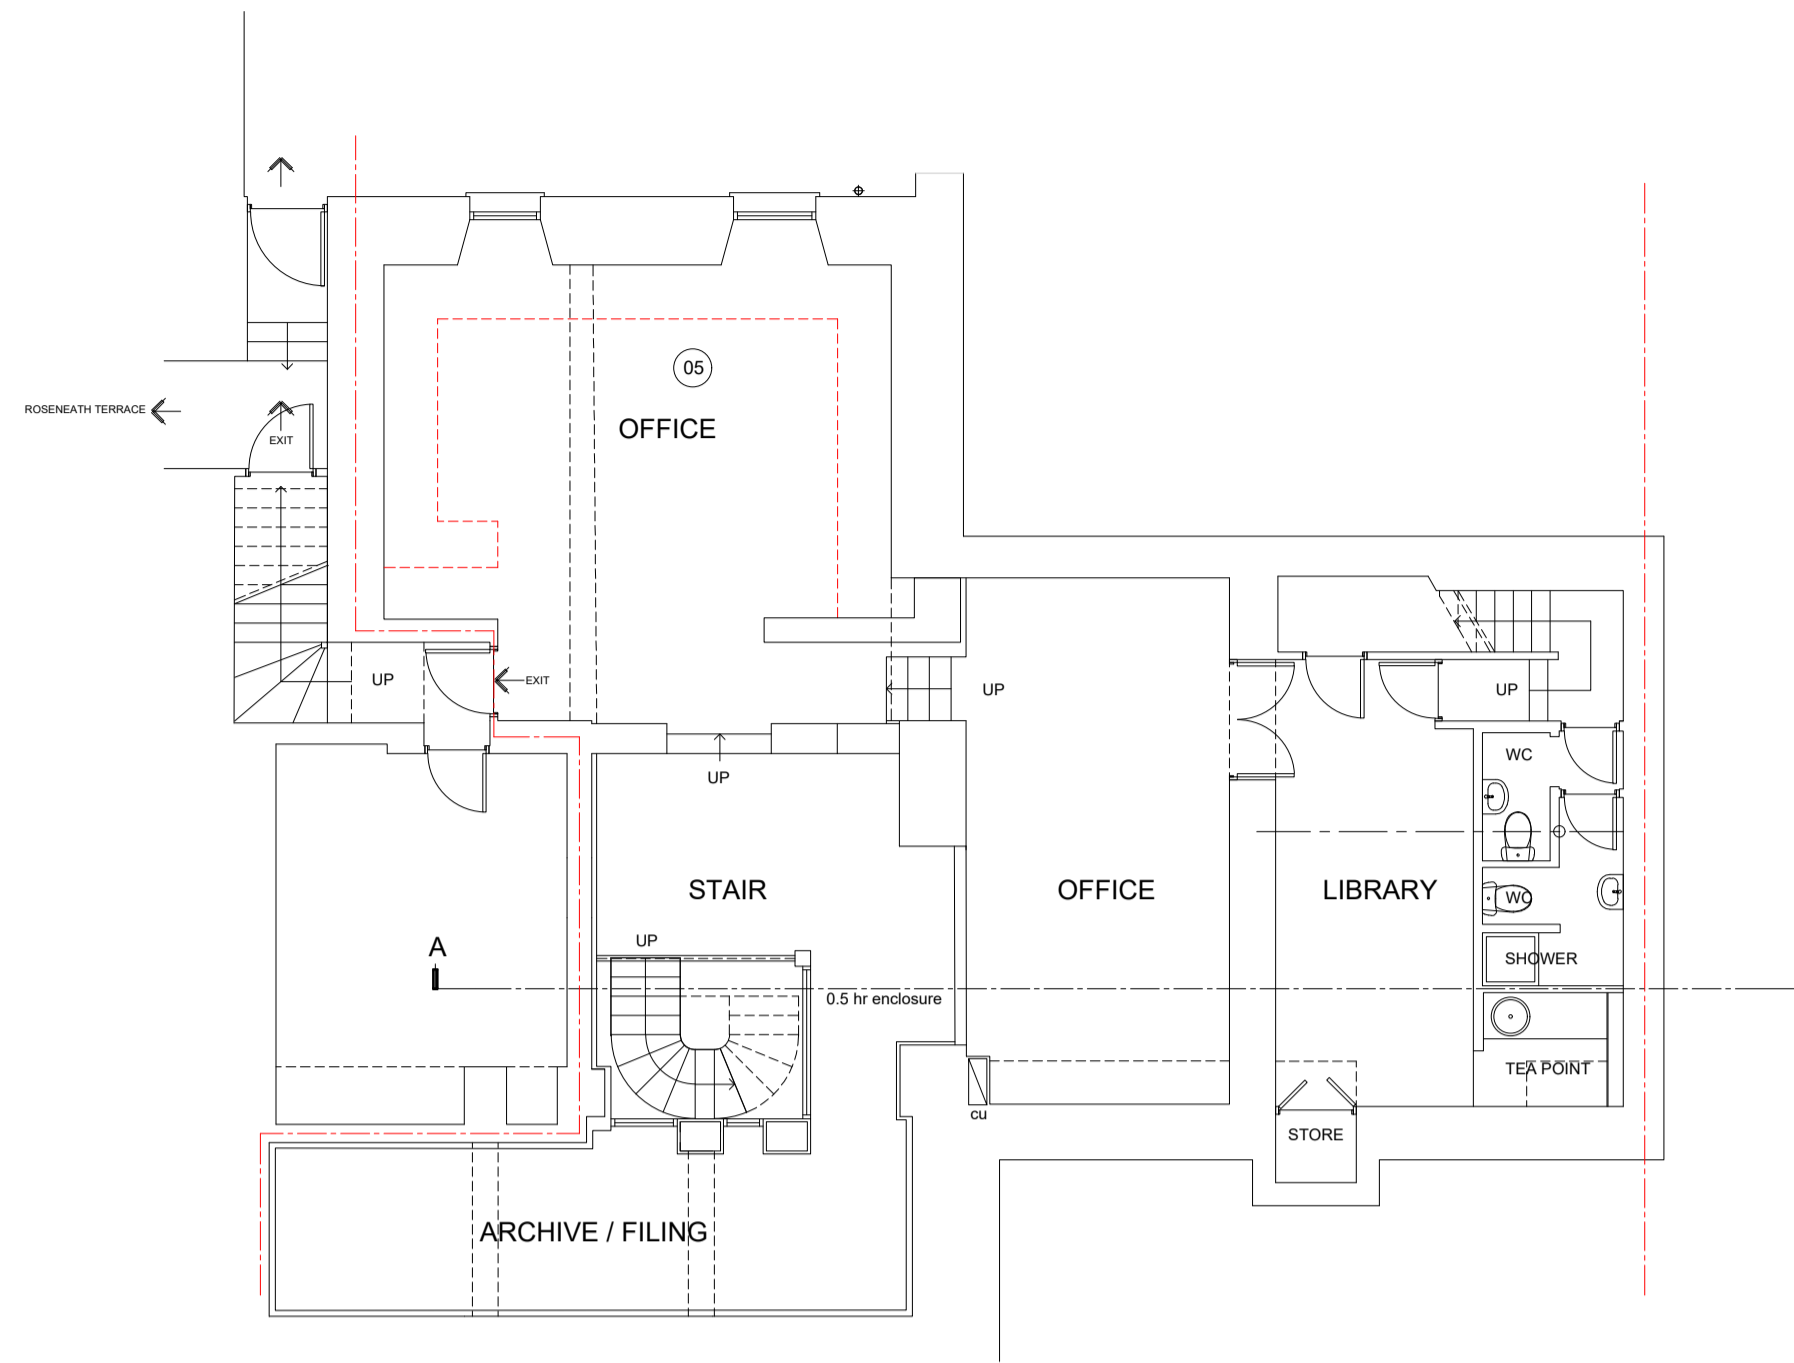 05
ROSENEATH TERRACE
OFFICE
EXIT
UP
EXIT
UP
UP
WC
UP
STAIR
OFFICE
LIBRARY
WC
UP
A
SHOWER
0.5 hr enclosure
TEA POINT
cu
STORE
ARCHIVE / FILING